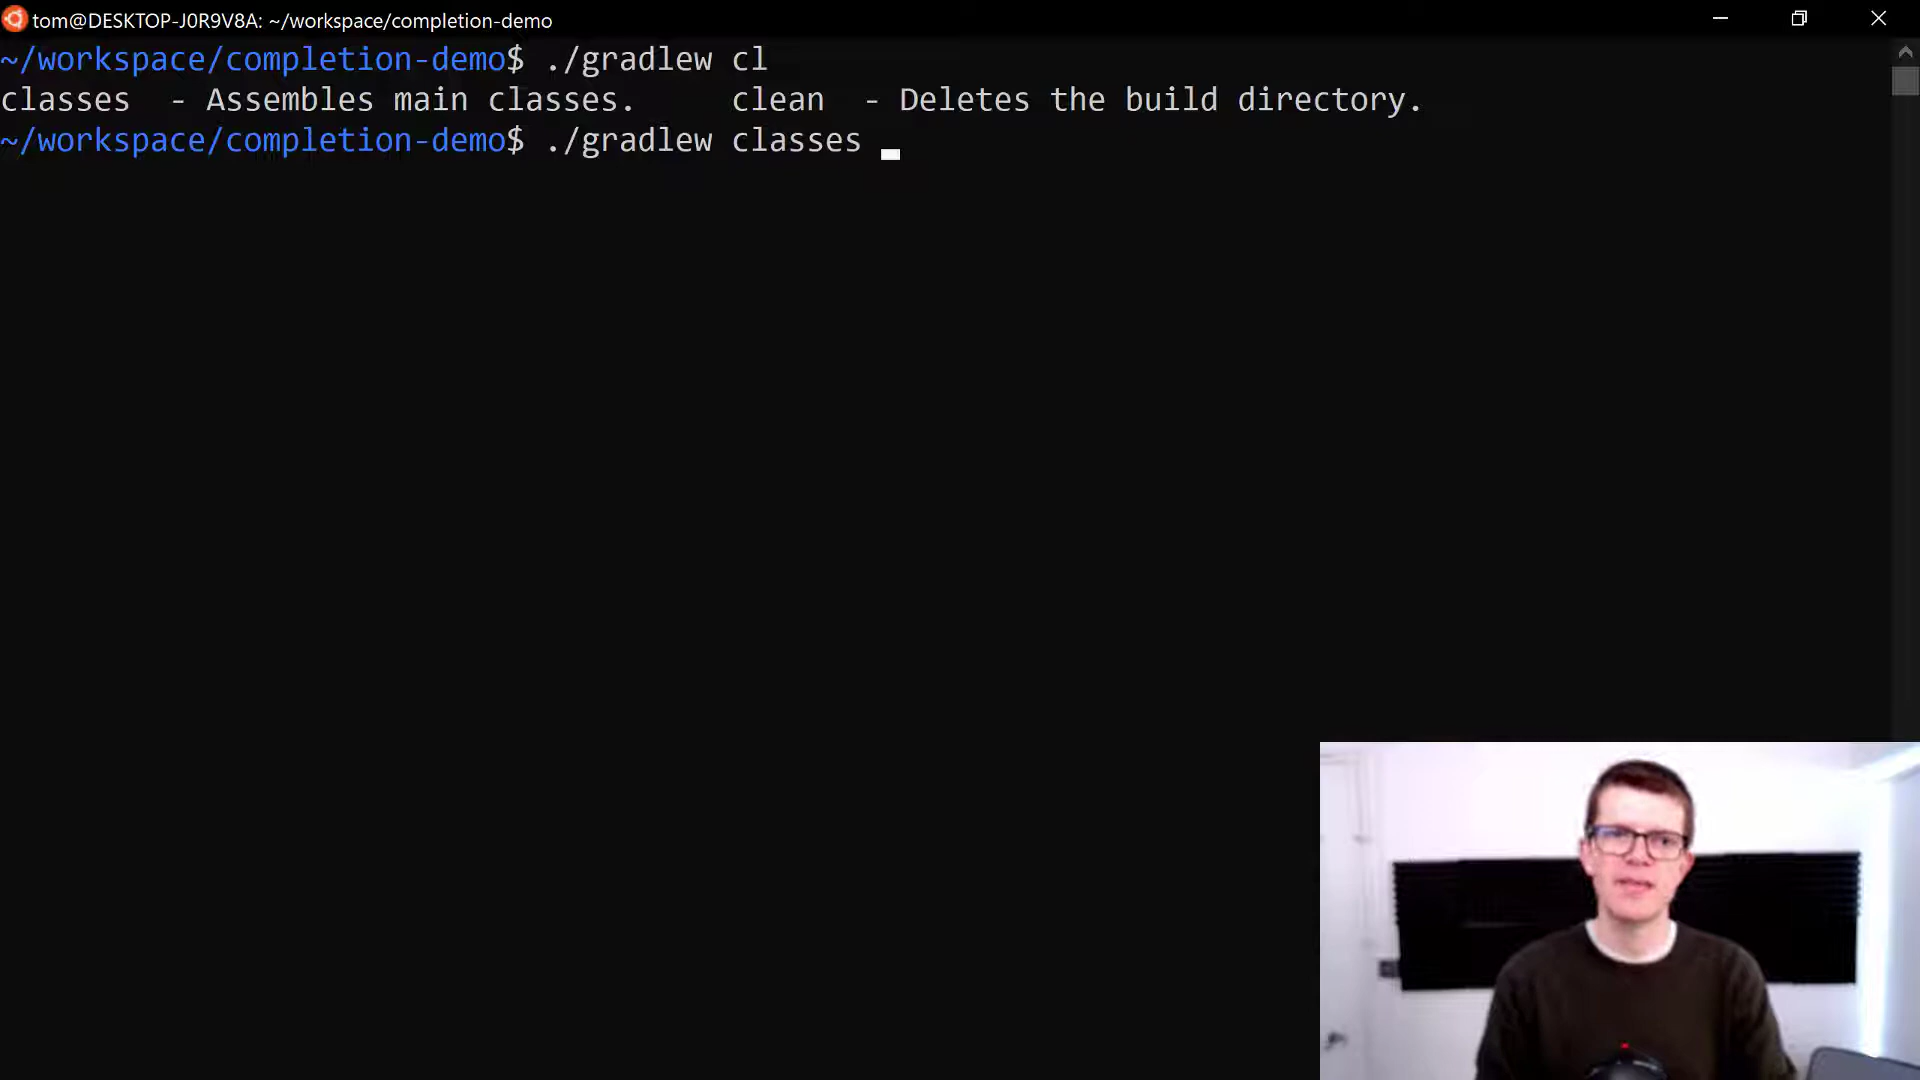 tom@DESKTOP-J0R9V8A: ~/workspace/completion-demo
~/workspace/completion-demo$ ./gradlew cl
classes  - Assembles main classes.     clean  - Deletes the build directory.
~/workspace/completion-demo$ ./gradlew classes